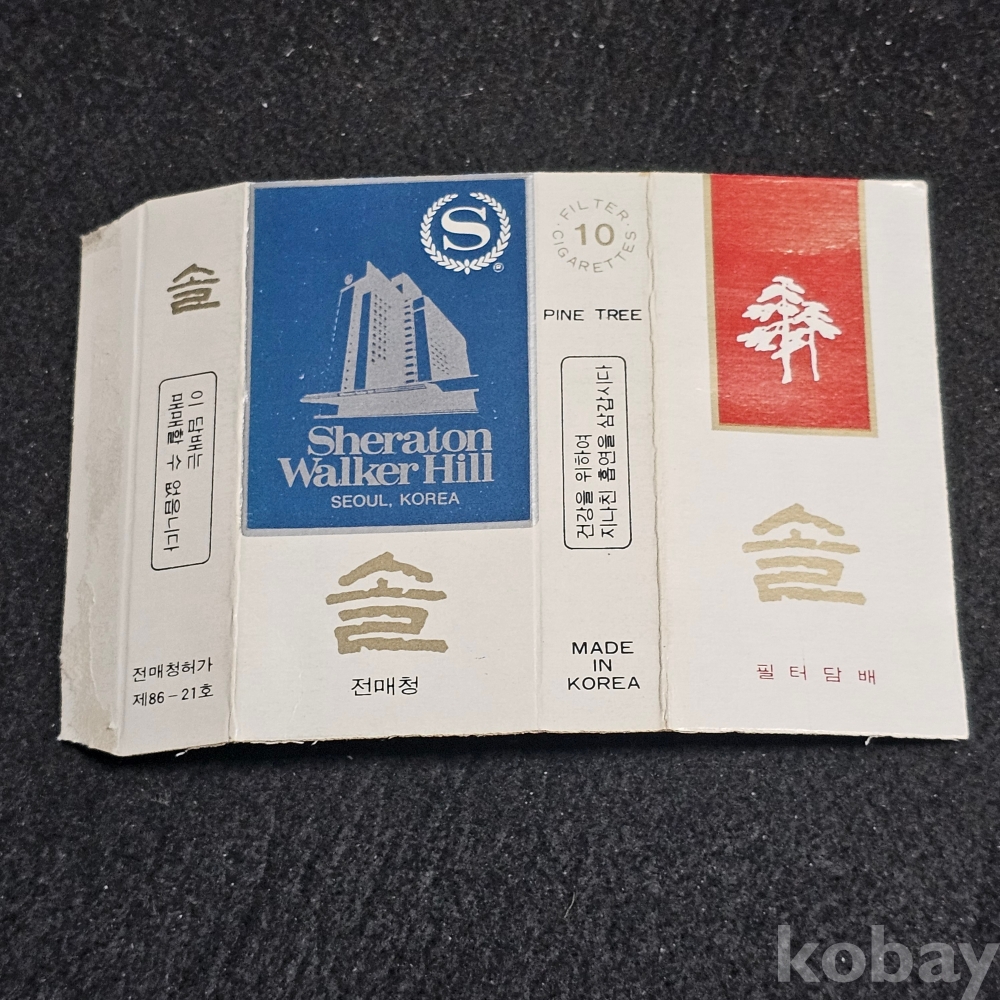 솔
이 담배는
매매할 수 없음니다
전매청허가
제86-21호
S
®
Sheraton
Walker Hill
SEOUL, KOREA
솔
전매청
FILTER
10
CIGARETTES
PINE TREE
건강을 위하여
지나친 흡연을 삼갑시다
MADE
IN
KOREA
솔
필터담배
kobay